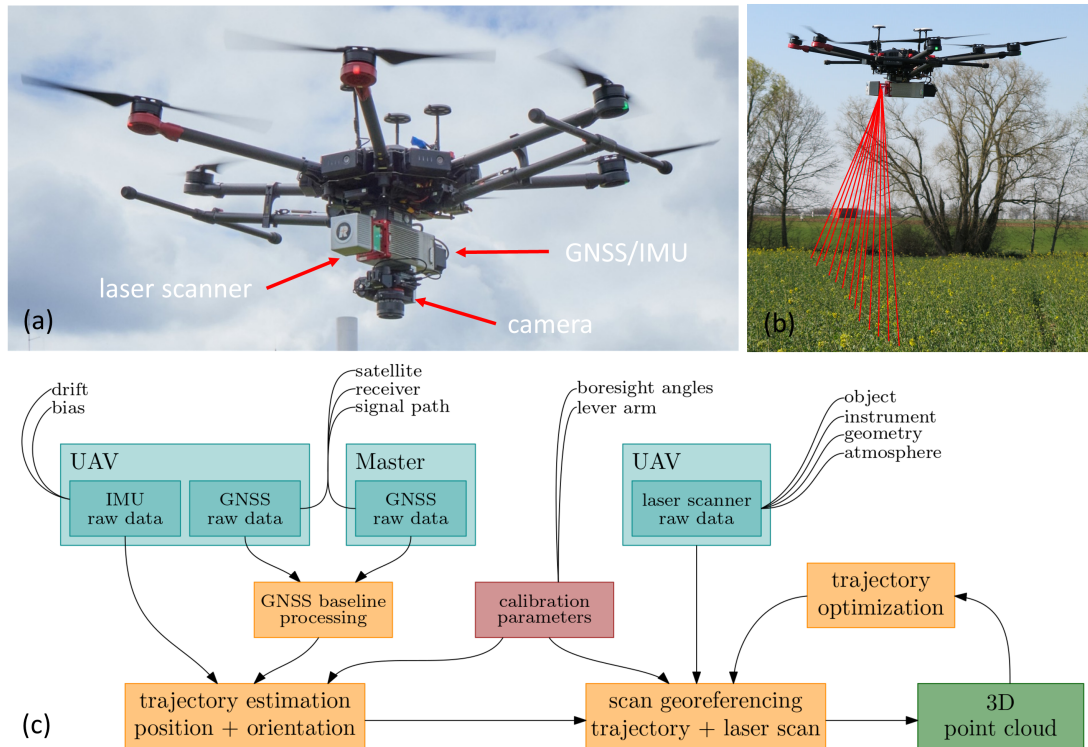 laser scanner
GNSS/IMU
camera
(a)
(b)
drift
bias
satellite
receiver
signal path
boresight angles
lever arm
object
instrument
geometry
atmosphere
UAV
Master
UAV
IMU
raw data
GNSS
raw data
GNSS
raw data
laser scanner
raw data
GNSS baseline
processing
calibration
parameters
trajectory
optimization
trajectory estimation
position + orientation
scan georeferencing
trajectory + laser scan
3D
point cloud
(c)